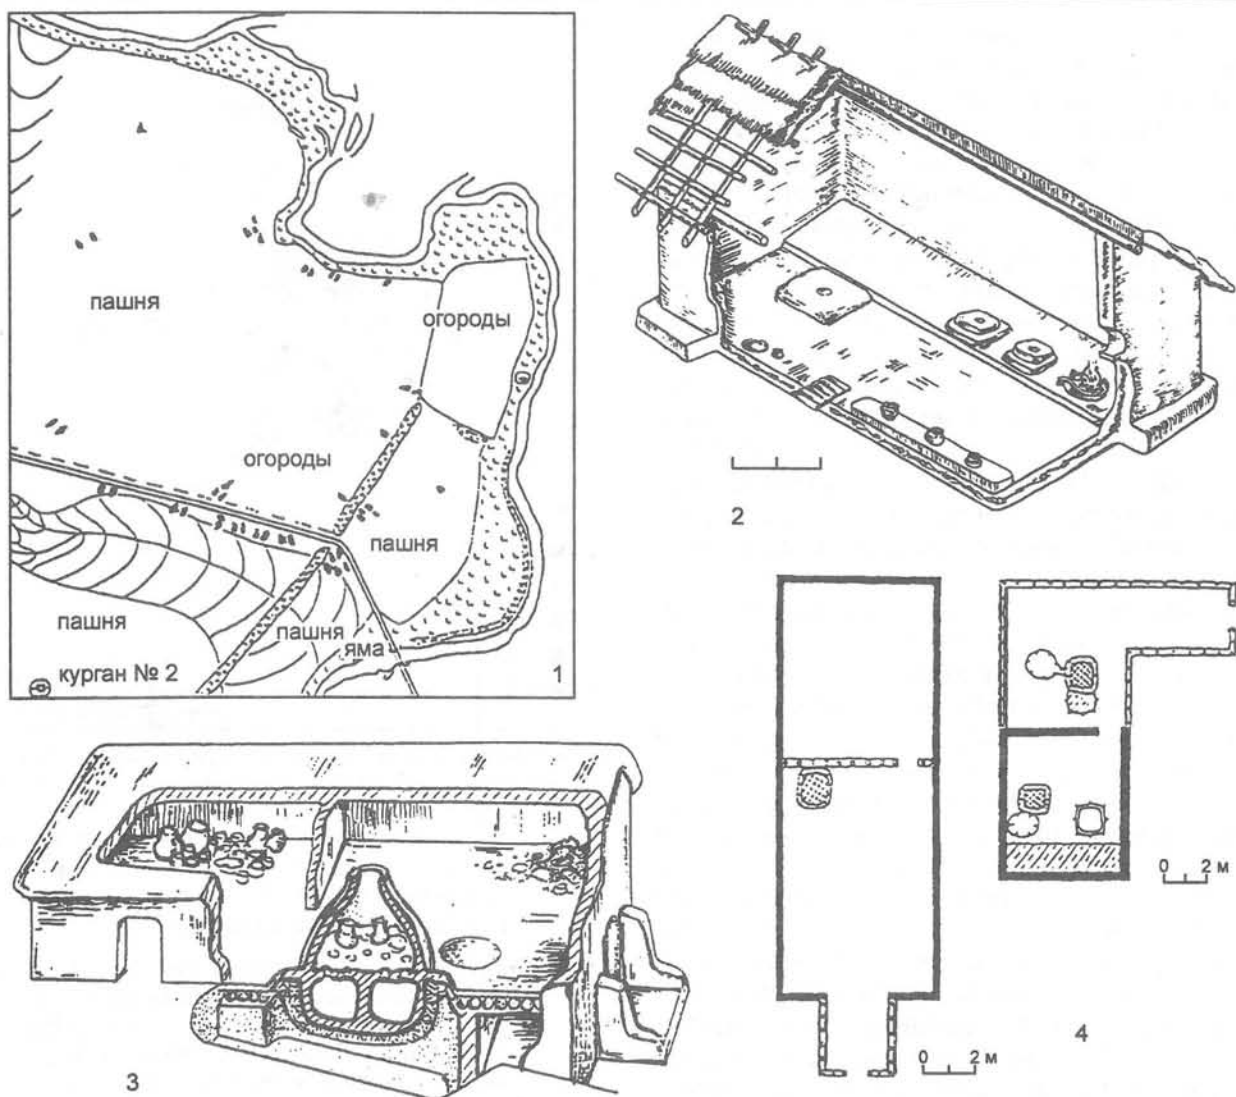 пашня
огороды
огороды
пашня
пашня
пашня
яма
курган № 2
1
2
3
0 2 м
0 2 м
4